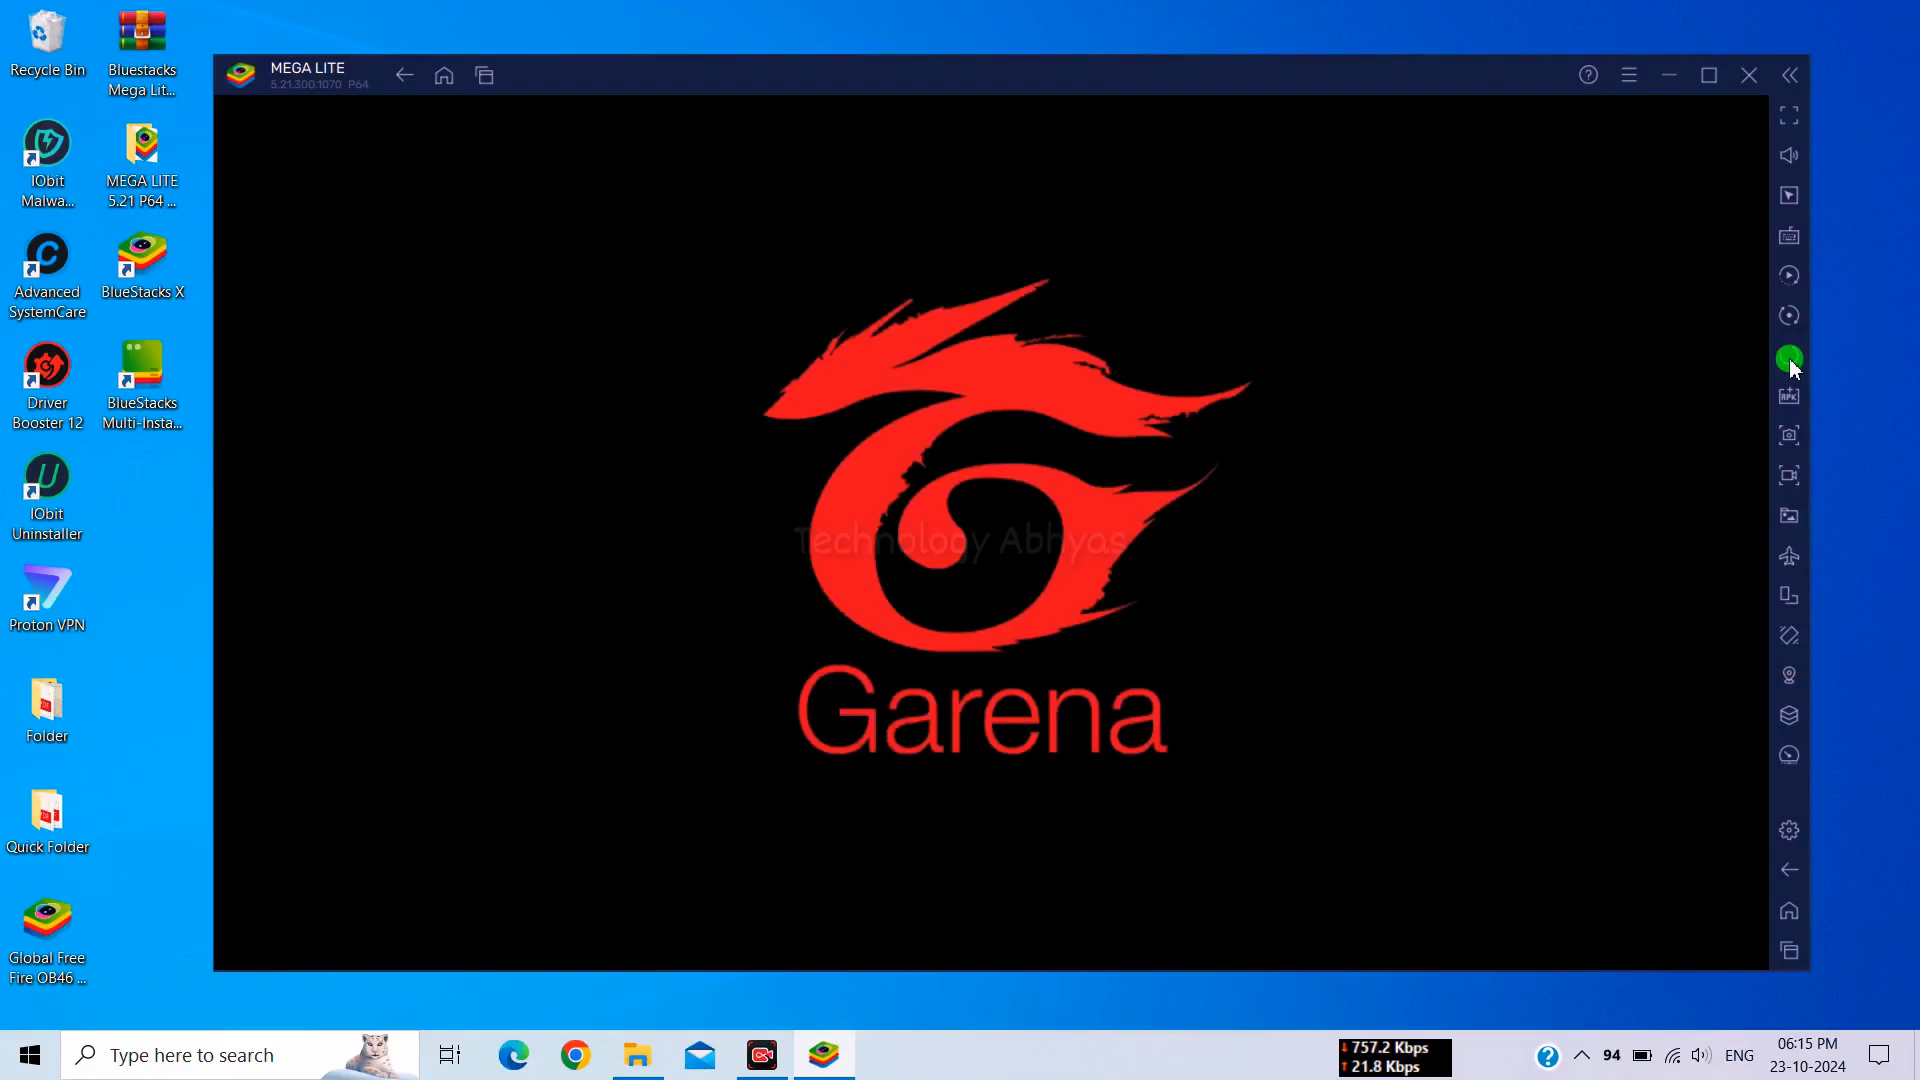 Recycle Bin
Bluestacks
Mega Lit...
IObit
Malwa...
MEGA LITE
5.21 P64 ...
Advanced
SystemCare
BlueStacks X
Driver
Booster 12
BlueStacks
Multi-Insta...
IObit
Uninstaller
Proton VPN
Folder
Quick Folder
Global Free
Fire OB46 ...
MEGA LITE
5.21.300.1070 P64
APK
Technology Abhyas
Garena
Type here to search
757.2 Kbps
21.8 Kbps
94
ENG
06:15 PM
23-10-2024